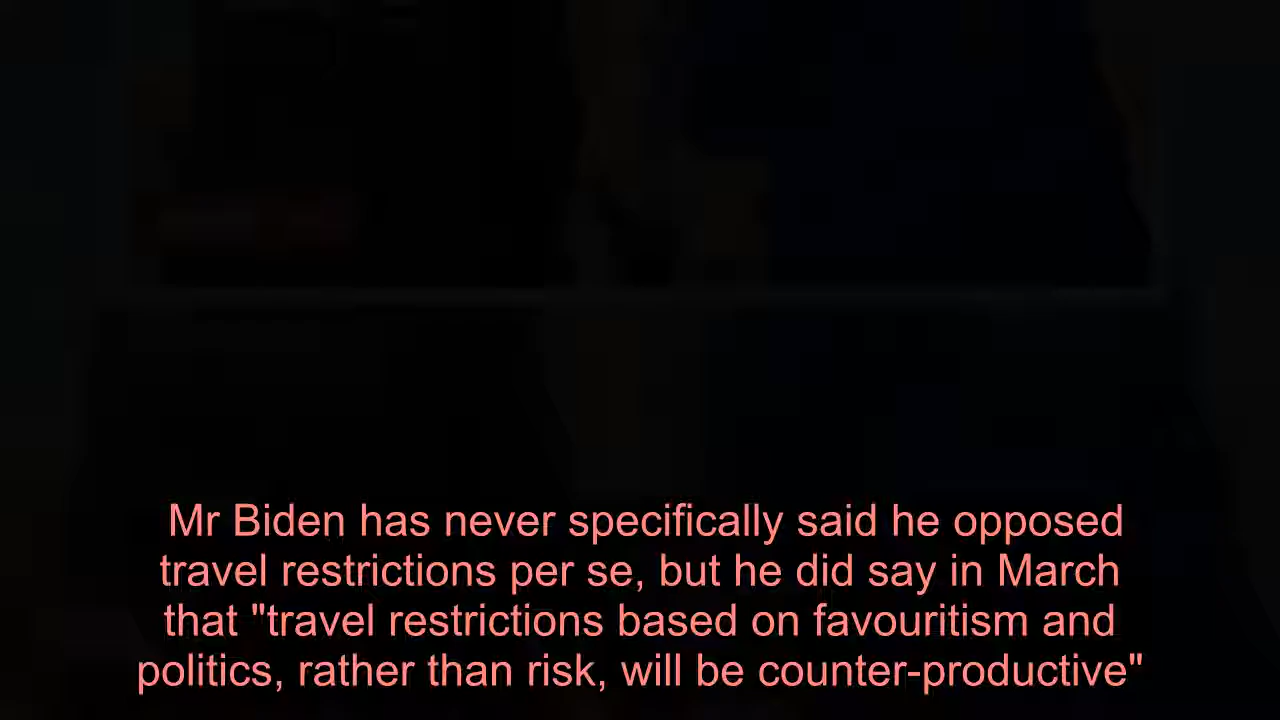 Mr Biden has never specifically said he opposed
travel restrictions per se, but he did say in March
that "travel restrictions based on favouritism and
politics, rather than risk, will be counter-productive"